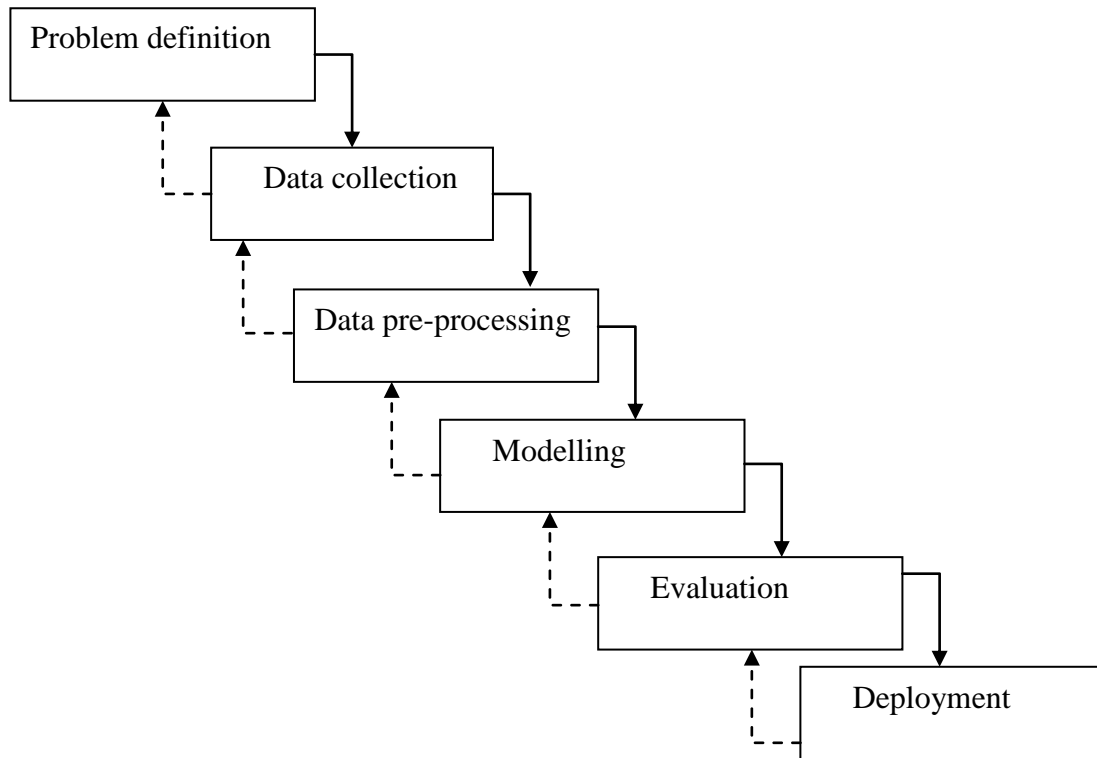 Problem definition
Data collection
Data pre-processing
Modelling
Evaluation
Deployment